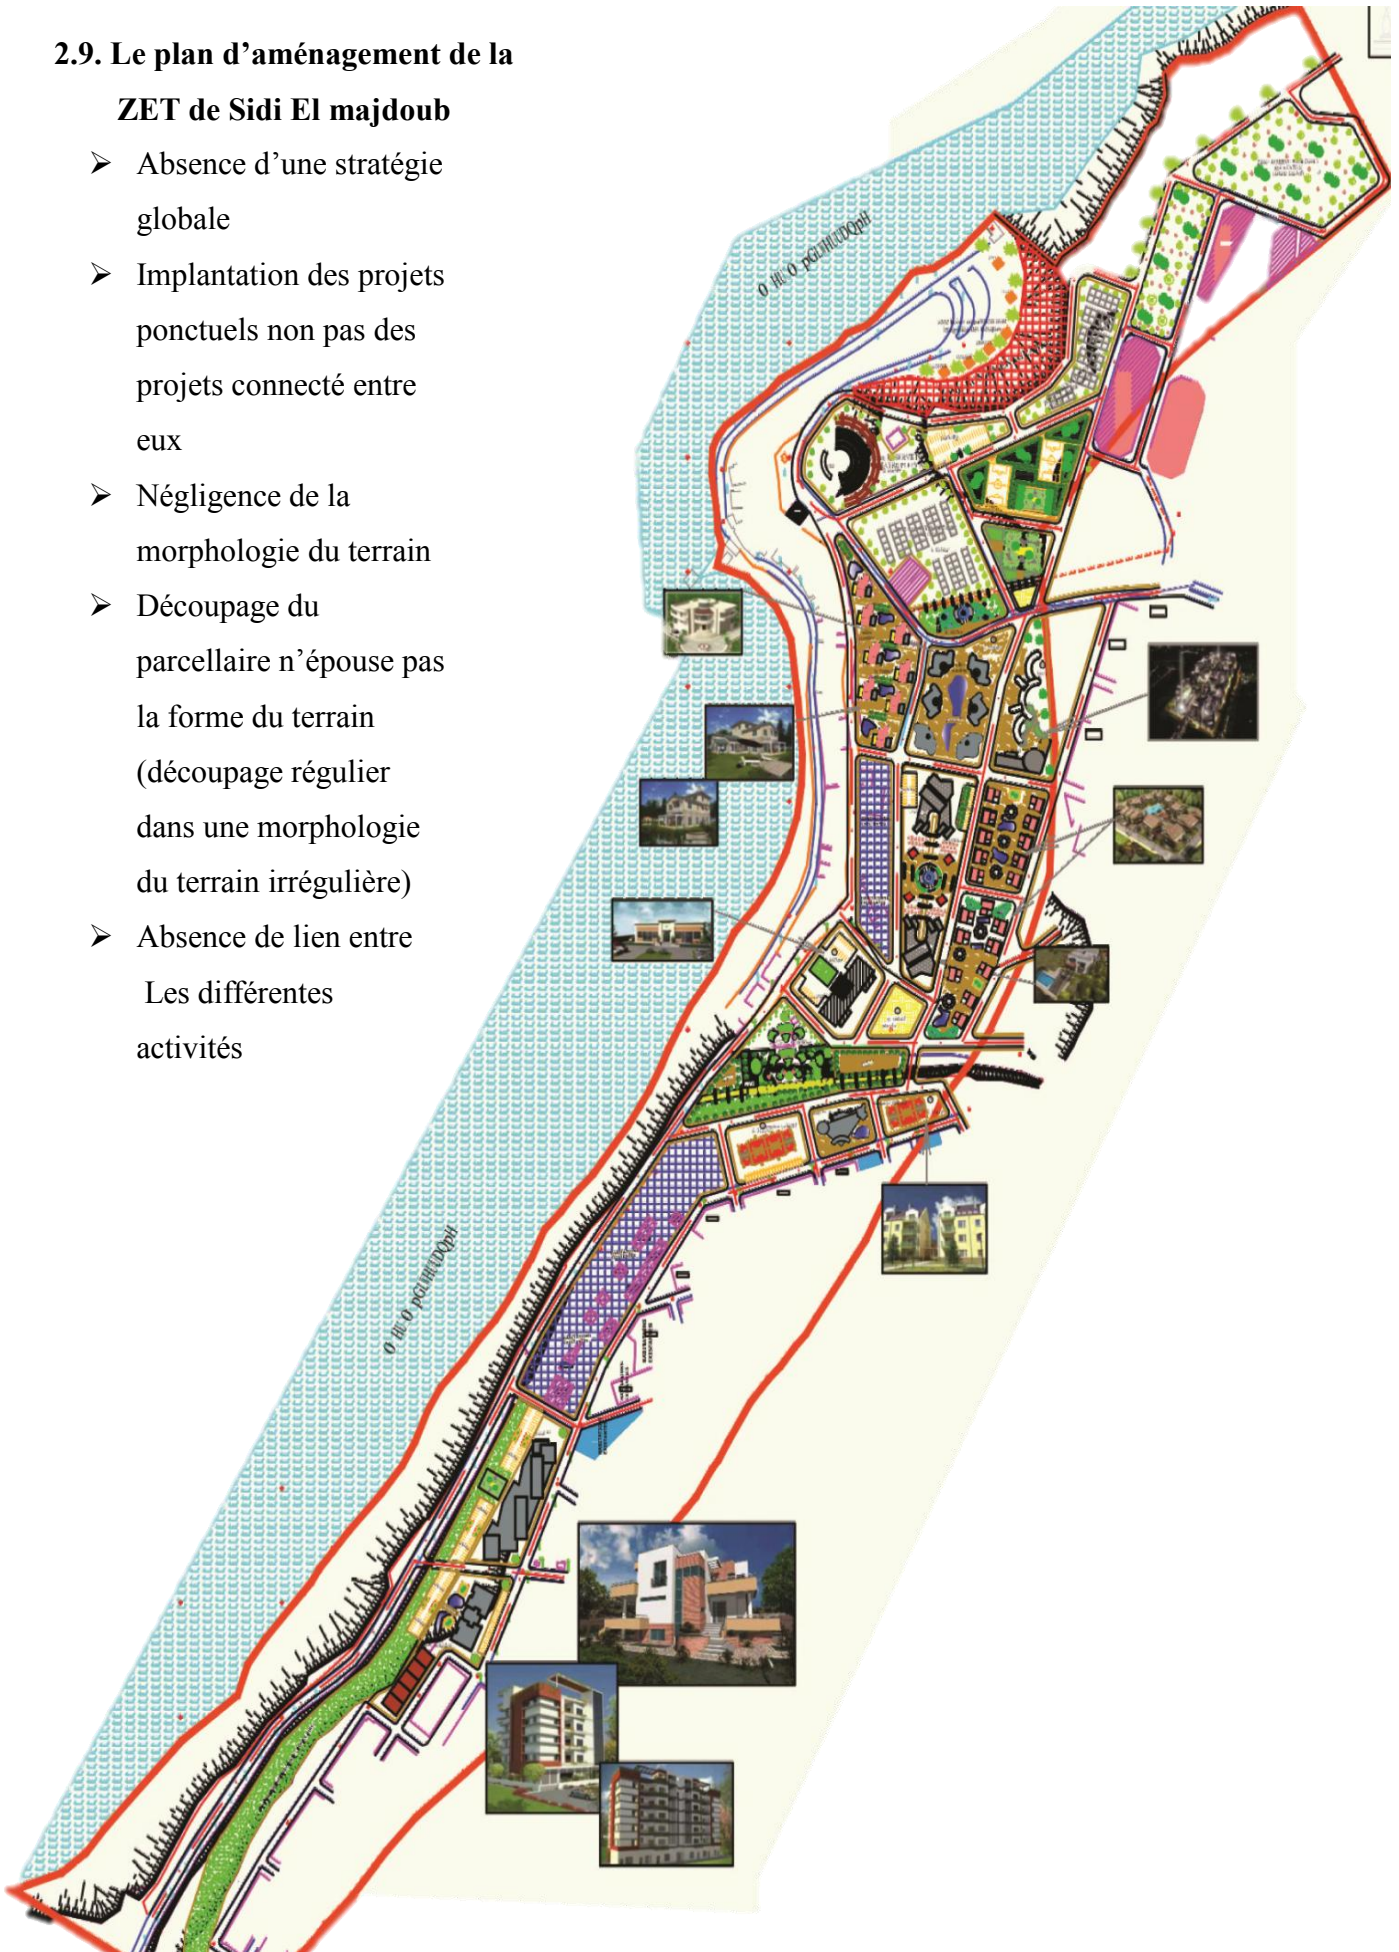 2.9. Le plan d’aménagement de la
ZET de Sidi El majdoub
➢ Absence d’une stratégie
globale
➢ Implantation des projets
ponctuels non pas des
projets connecté entre
eux
➢ Négligence de la
morphologie du terrain
➢ Découpage du
parcellaire n’épouse pas
la forme du terrain
(découpage régulier
dans une morphologie
du terrain irrégulière)
➢ Absence de lien entre
Les différentes
activités